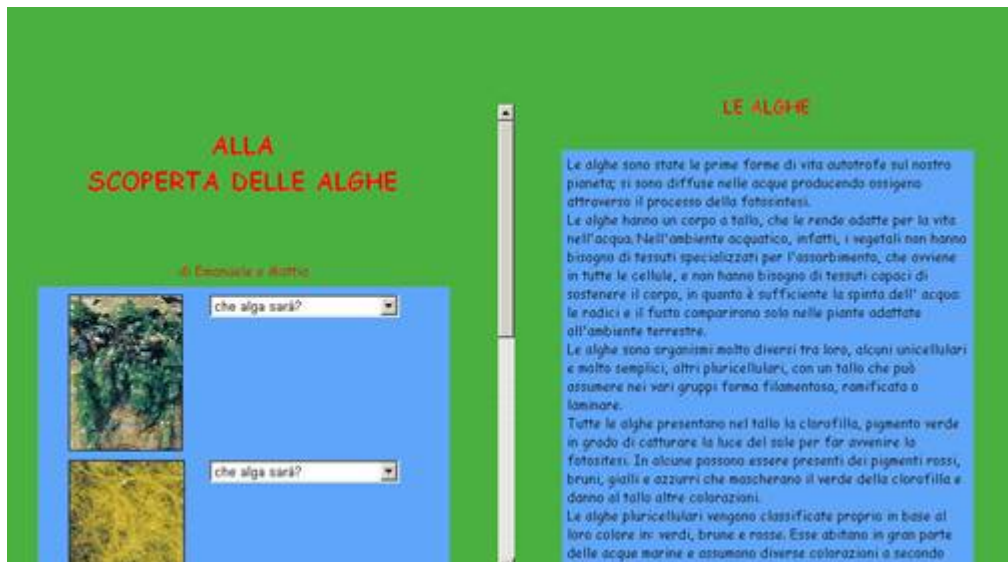 ALLA
SCOPERTA DELLE ALGHE
di Emanuele e Mattia
che alga sarà?
che alga sarà?
LE ALGHE
Le alghe sono state le prime forme di vita autotrofe sul nostro
pianeta; si sono diffuse nelle acque producendo ossigeno
attraverso il processo della fotosintesi.
Le alghe hanno un corpo a tallo, che le rende adatte per la vita
nell'acqua. Nell'ambiente acquatico, infatti, i vegetali non hanno
bisogno di tessuti specializzati per l'assorbimento, che avviene
in tutte le cellule, e non hanno bisogno di tessuti capaci di
sostenere il corpo, in quanto è sufficiente la spinta dell' acqua:
le radici e il fusto comparirono solo nelle piante adattate
all'ambiente terrestre.
Le alghe sono organismi molto diversi tra loro, alcuni unicellulari
e molto semplici, altri pluricellulari, con un tallo che può
assumere nei vari gruppi forma filamentosa, ramificata o
laminare.
Tutte le alghe presentano nel tallo la clorofilla, pigmento verde
in grado di catturare la luce del sole per far avvenire la
fotositesi. In alcune possono essere presenti dei pigmenti rossi,
bruni, gialli e azzurri che mascherano il verde della clorofilla e
danno al tallo altre colorazioni.
Le alghe pluricellulari vengono classificate proprio in base al
loro colore in: verdi, brune e rosse. Esse abitano in gran parte
delle acque marine e assumono diverse colorazioni a secondo